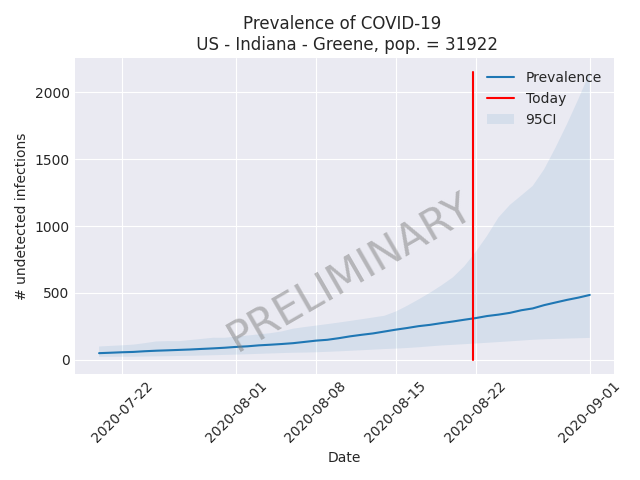 Prevalence of COVID-19
US - Indiana - Greene, pop. = 31922
Prevalence
Today
95CI
2000
1500
1000
500
0
# undetected infections
PRELIMINARY
2020-07-22
2020-08-01
2020-08-08
2020-08-15
2020-08-22
2020-09-01
Date